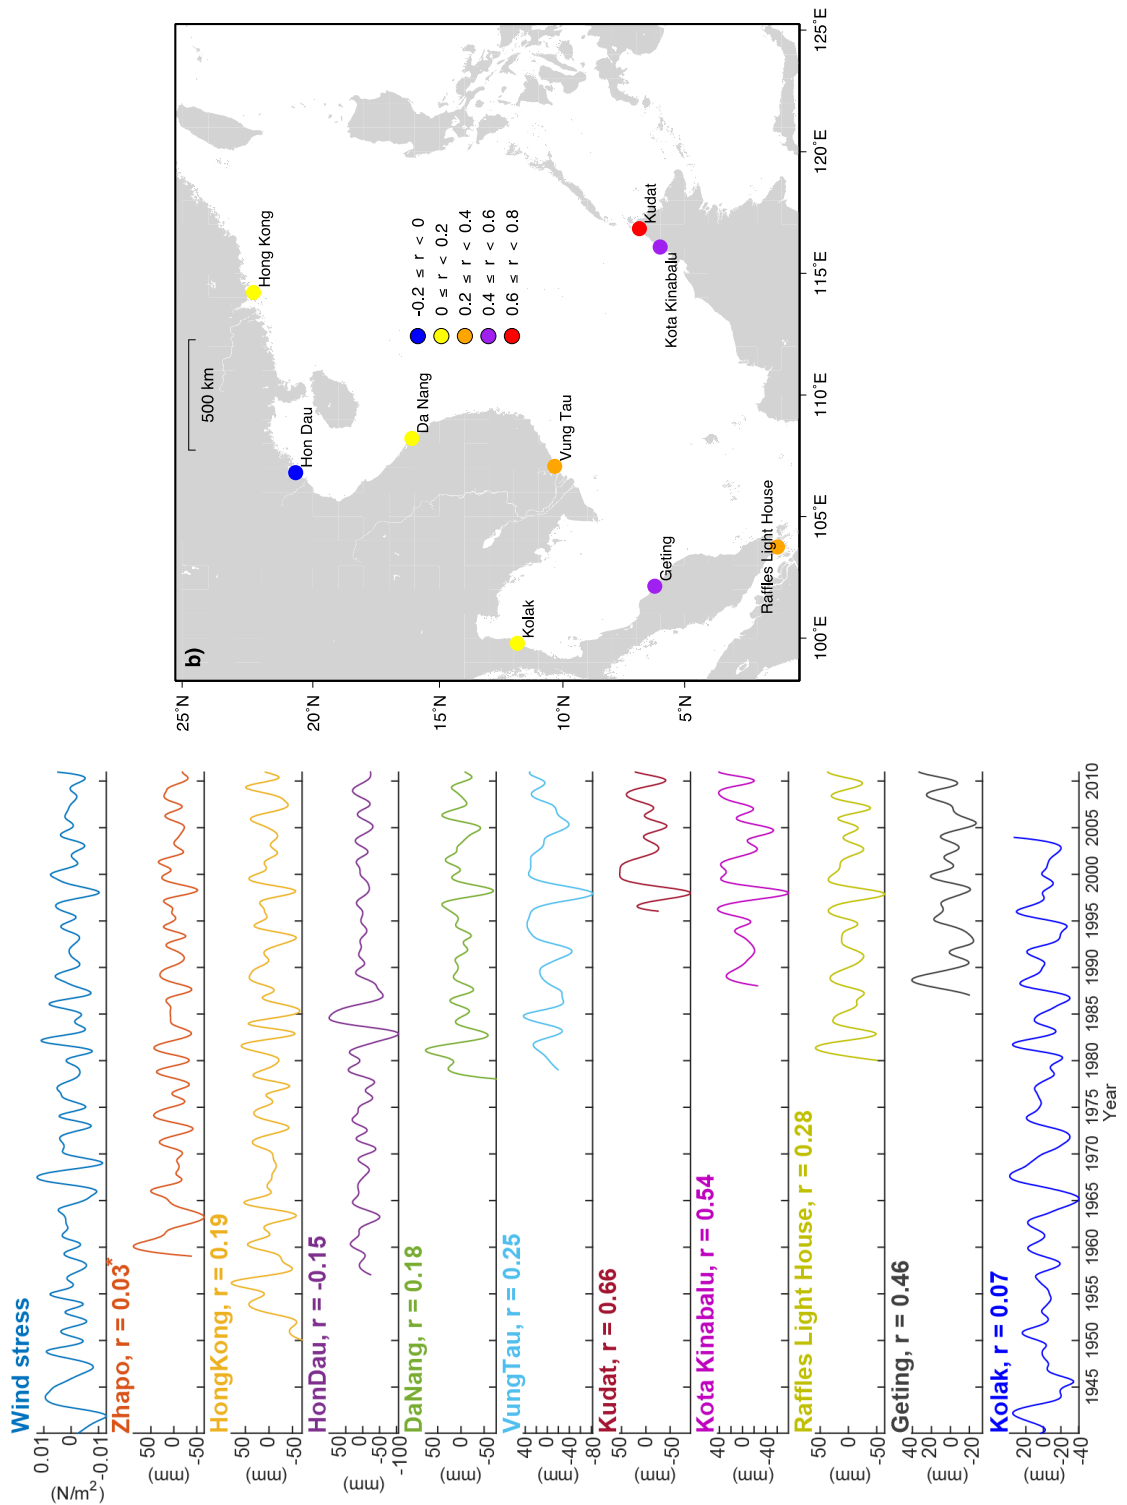 Wind stress
0.01
0
-0.01
(N/m²)
Zhapo, r = 0.03*
50
0
-50
(mm)
HongKong, r = 0.19
50
0
-50
(mm)
HonDau, r = -0.15
50
0
-50
-100
(mm)
DaNang, r = 0.18
50
0
-50
(mm)
VungTau, r = 0.25
40
0
-40
-80
(mm)
Kudat, r = 0.66
50
0
-50
(mm)
Kota Kinabalu, r = 0.54
40
0
-40
(mm)
Raffles Light House, r = 0.28
50
0
-50
(mm)
Geting, r = 0.46
40
20
0
-20
(mm)
Kolak, r = 0.07
20
0
-20
-40
(mm)
1945 1950 1955 1960 1965 1970 1975 1980 1985 1990 1995 2000 2005 2010
Year
b)
25°N
20°N
15°N
10°N
5°N
100°E 105°E 110°E 115°E 120°E 125°E
500 km
Hong Kong
Hon Dau
Da Nang
Vung Tau
Kolak
Geting
Raffles Light House
Kota Kinabalu
Kudat
-0.2 ≤ r < 0
0 ≤ r < 0.2
0.2 ≤ r < 0.4
0.4 ≤ r < 0.6
0.6 ≤ r < 0.8